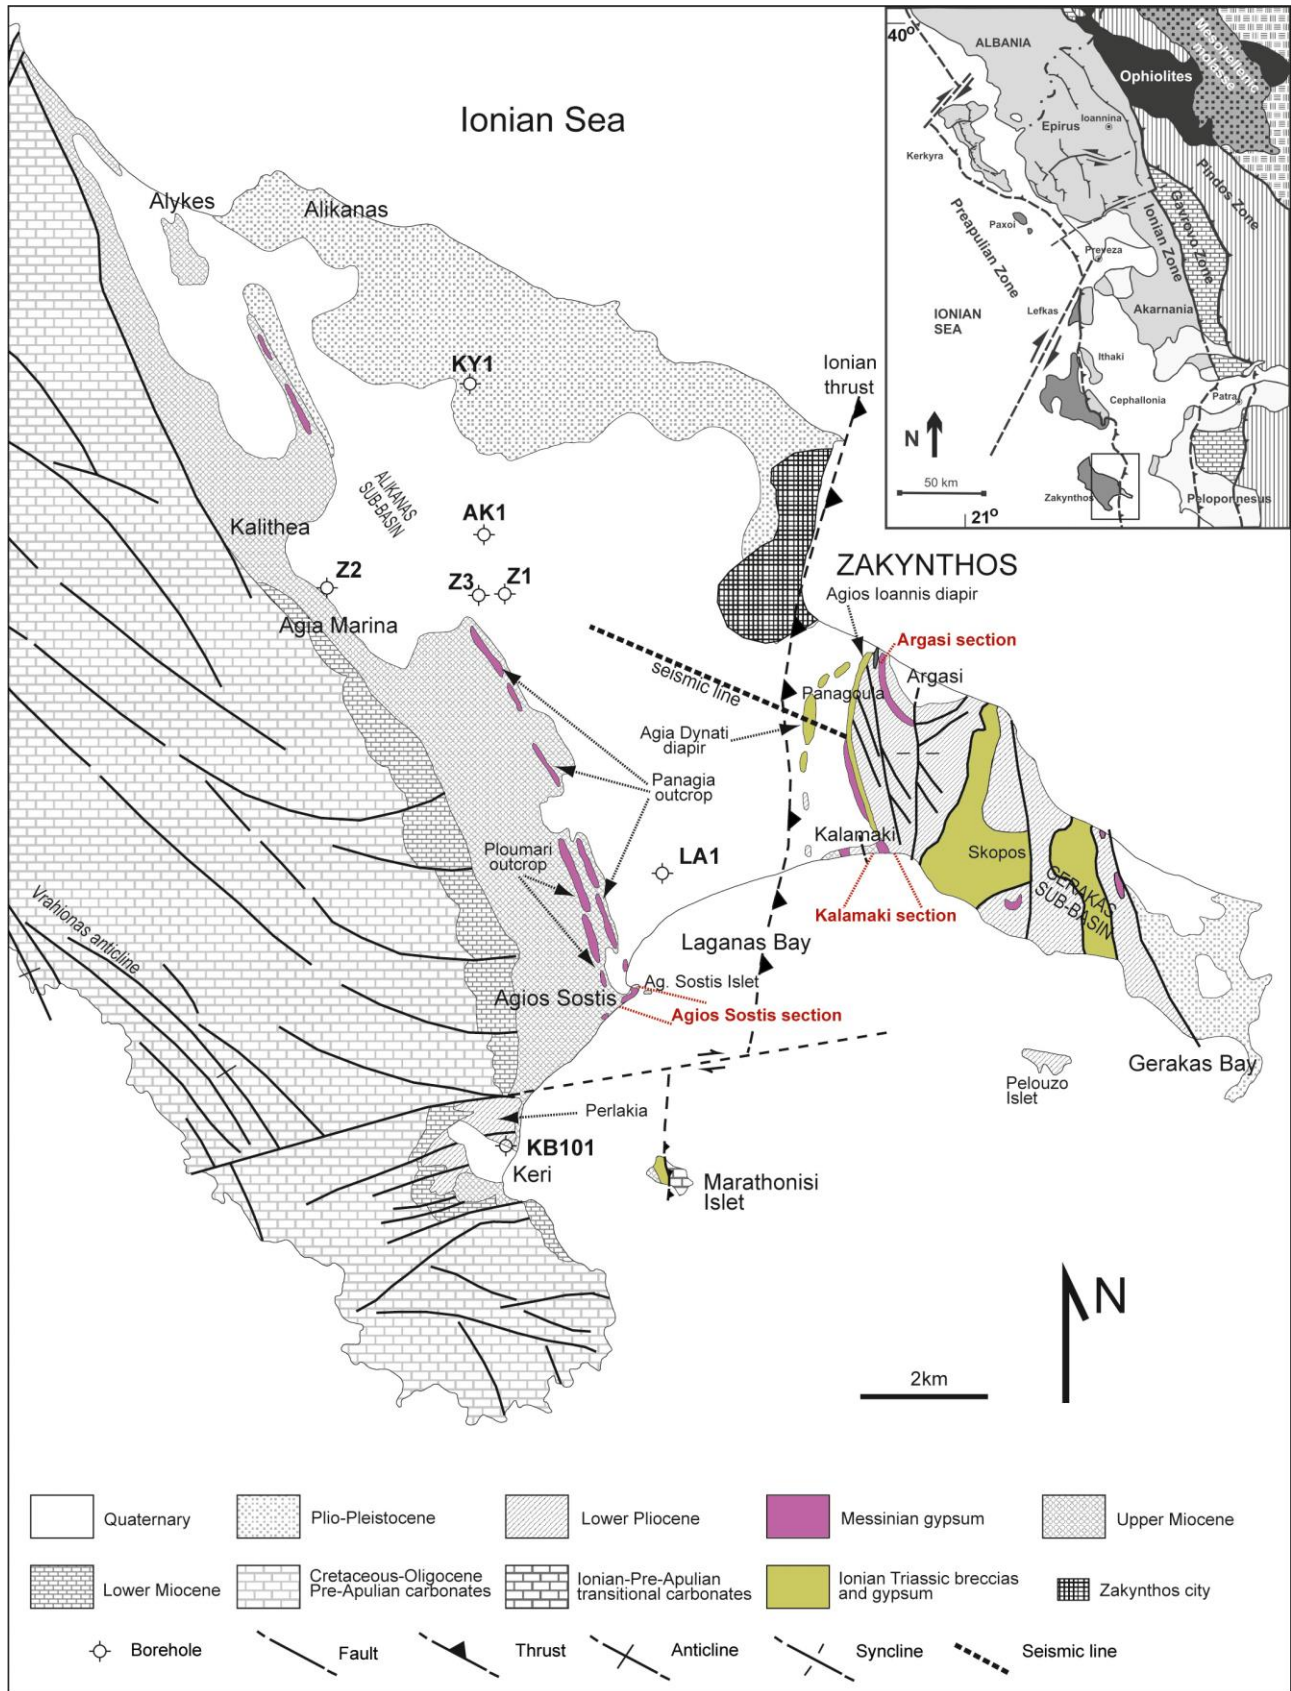 40°
ALBANIA
Mesohellenic
molasse
Ophiolites
Ioannina
Epirus
Kerkyra
Pindos Zone
Gavrovo Zone
Ionian Zone
Preapulian Zone
Paxoi
Preveza
Akarnania
Lefkas
IONIAN
SEA
Ithaki
Cephallonia
Patra
N
50 km
Zakynthos
Peloponnesus
21°
Ionian Sea
Alykes
Alikanas
KY1
Ionian
thrust
ALIKANAS
SUB-BASIN
AK1
Kalithea
Z2
Z3
Z1
ZAKYNTHOS
Agios Ioannis diapir
Agia Marina
Argasi section
seismic line
Argasi
Panagoula
Agia Dynati
diapir
Panagia
outcrop
Kalamaki
Ploumari
outcrop
LA1
Skopos
GERAKAS
SUB-BASIN
Vrahionas anticline
Kalamaki section
Laganas Bay
Ag. Sostis Islet
Agios Sostis
Agios Sostis section
Gerakas Bay
Pelouzo
Islet
Perlakia
KB101
Keri
Marathonisi
Islet
N
2km
Quaternary
Plio-Pleistocene
Lower Pliocene
Messinian gypsum
Upper Miocene
Lower Miocene
Cretaceous-Oligocene
Pre-Apulian carbonates
Ionian-Pre-Apulian
transitional carbonates
Ionian Triassic breccias
and gypsum
Zakynthos city
Borehole
Fault
Thrust
Anticline
Syncline
Seismic line